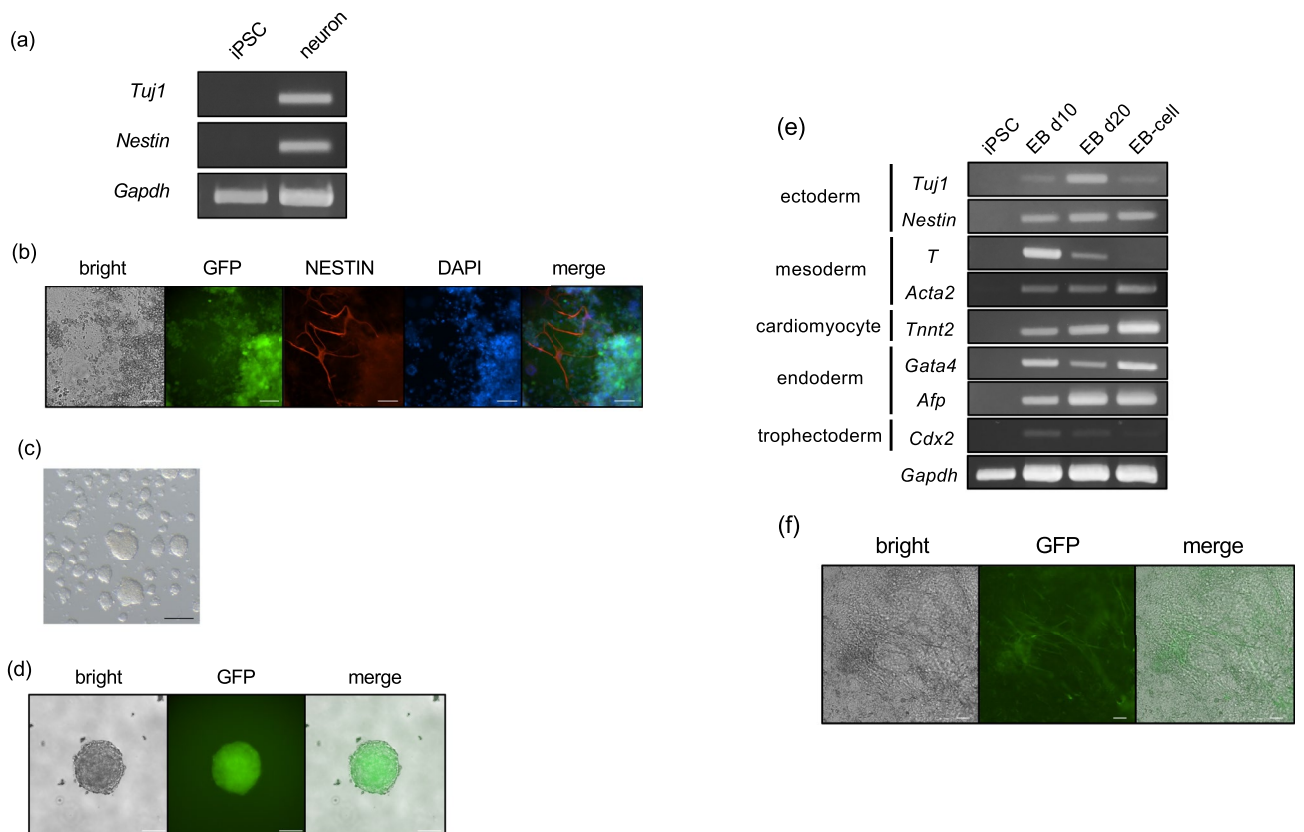 (a)
iPSC neuron
Tuj1
Nestin
Gapdh
(b)
bright GFP NESTIN DAPI merge
(c)
(d)
bright GFP merge
(e)
iPSC EB d10 EB d20 EB-cell
ectoderm
Tuj1
Nestin
mesoderm
T
Acta2
cardiomyocyte Tnnt2
endoderm
Gata4
Afp
trophectoderm Cdx2
Gapdh
(f)
bright GFP merge